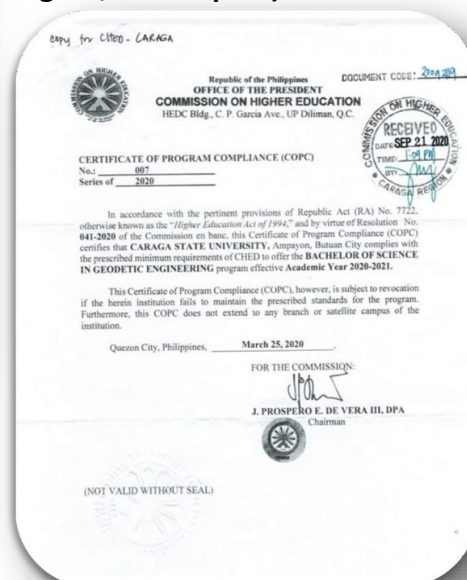 copy for CHED - CARAGA
Republic of the Philippines
OFFICE OF THE PRESIDENT
COMMISSION ON HIGHER EDUCATION
HEDC Bldg., C. P. Garcia Ave., UP Diliman, Q.C.
DOCUMENT CODE:
COMMISSION ON HIGHER EDUCATION
RECEIVED
DATE SEP 21 2020
TIME:
BY:
CARAGA REGION
CERTIFICATE OF PROGRAM COMPLIANCE (COPC)
No.: 007
Series of 2020
In accordance with the pertinent provisions of Republic Act (RA) No. 7722,
otherwise known as the "Higher Education Act of 1994," and by virtue of Resolution No.
041-2020 of the Commission en banc, this Certificate of Program Compliance (COPC)
certifies that CARAGA STATE UNIVERSITY, Ampayon, Butuan City complies with
the prescribed minimum requirements of CHED to offer the BACHELOR OF SCIENCE
IN GEODETIC ENGINEERING program effective Academic Year 2020-2021.
This Certificate of Program Compliance (COPC), however, is subject to revocation
if the herein institution fails to maintain the prescribed standards for the program.
Furthermore, this COPC does not extend to any branch or satellite campus of the
institution.
Quezon City, Philippines, March 25, 2020.
FOR THE COMMISSION:
J. PROSPERO E. DE VERA III, DPA
Chairman
(NOT VALID WITHOUT SEAL)